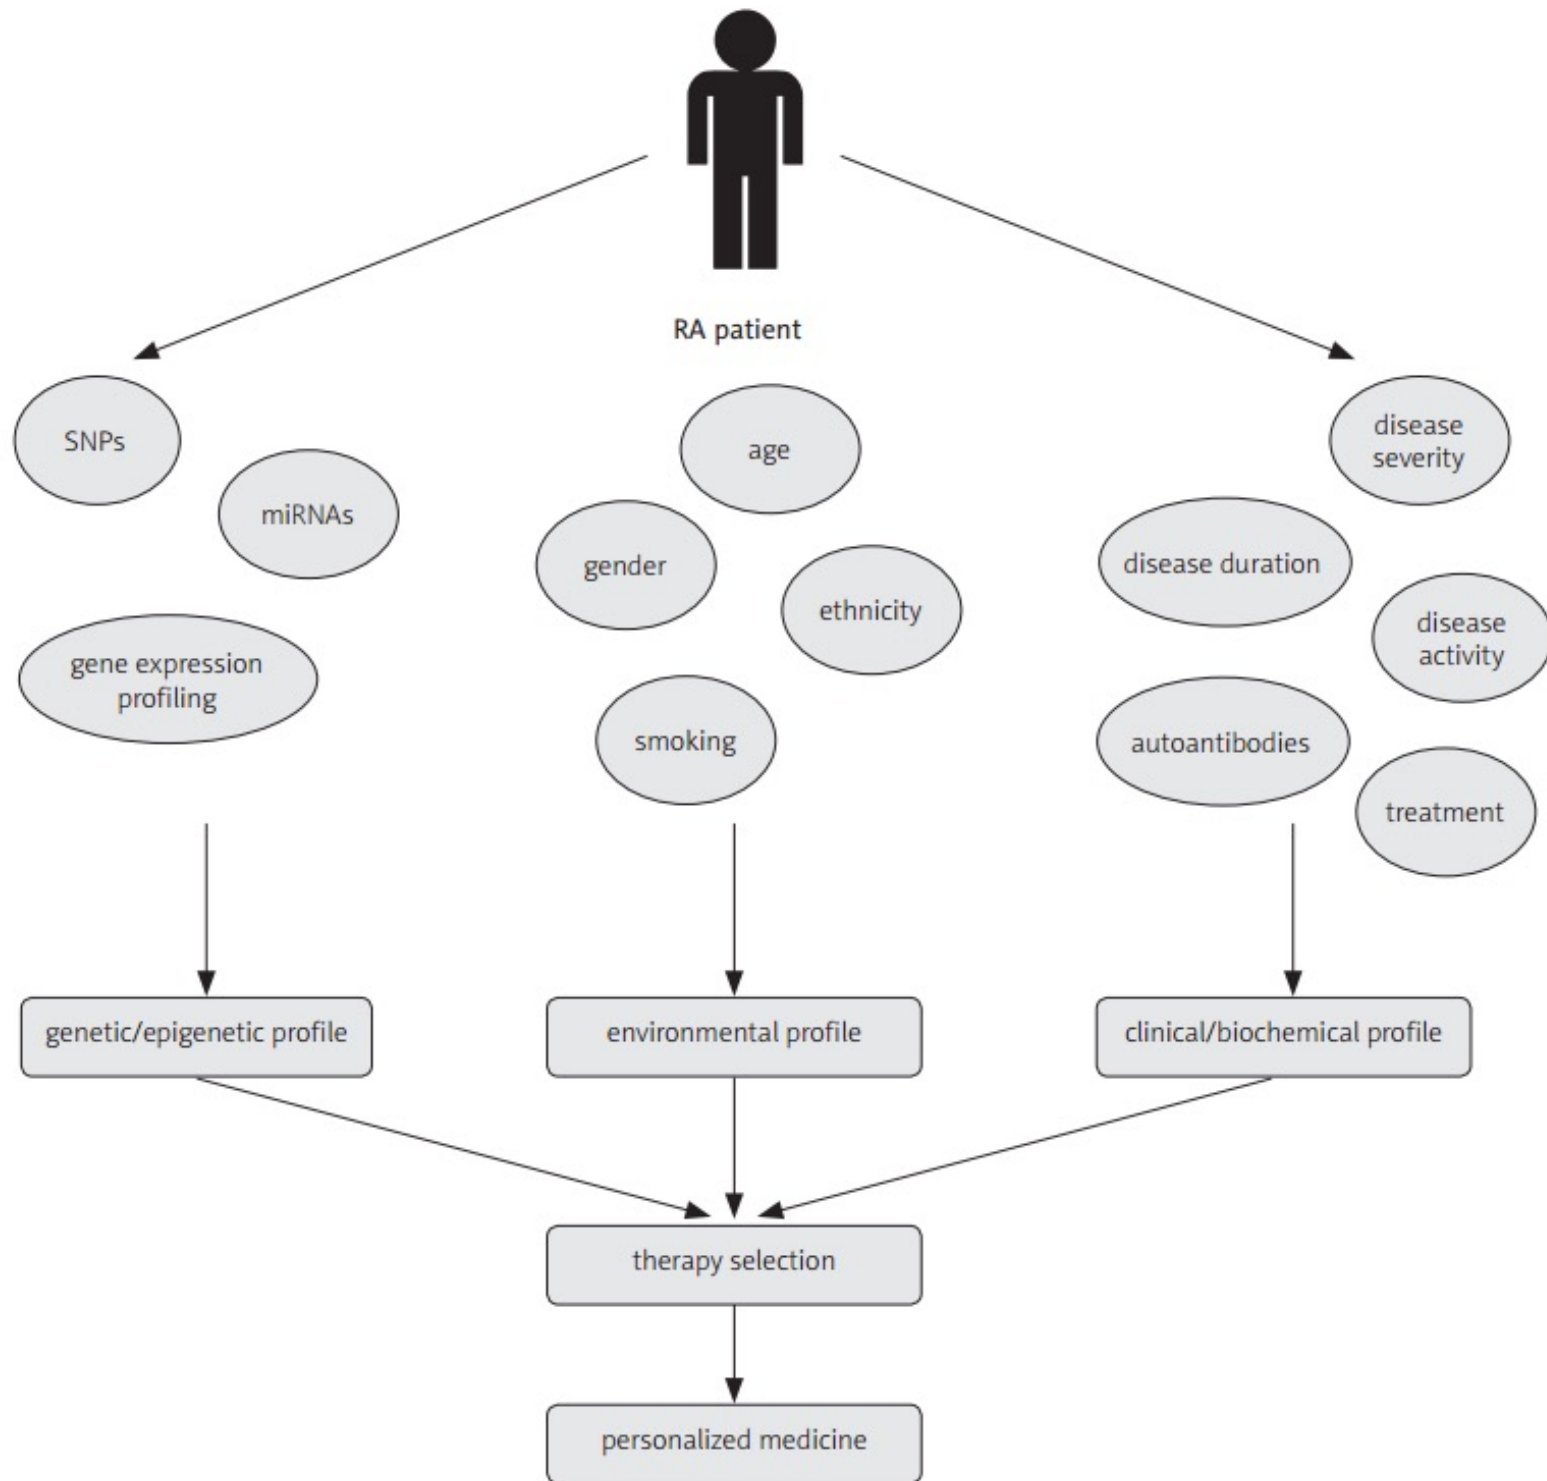 RA patient
SNPs
miRNAs
gene expression
profiling
age
gender
ethnicity
smoking
disease
severity
disease duration
disease
activity
autoantibodies
treatment
genetic/epigenetic profile
environmental profile
clinical/biochemical profile
therapy selection
personalized medicine